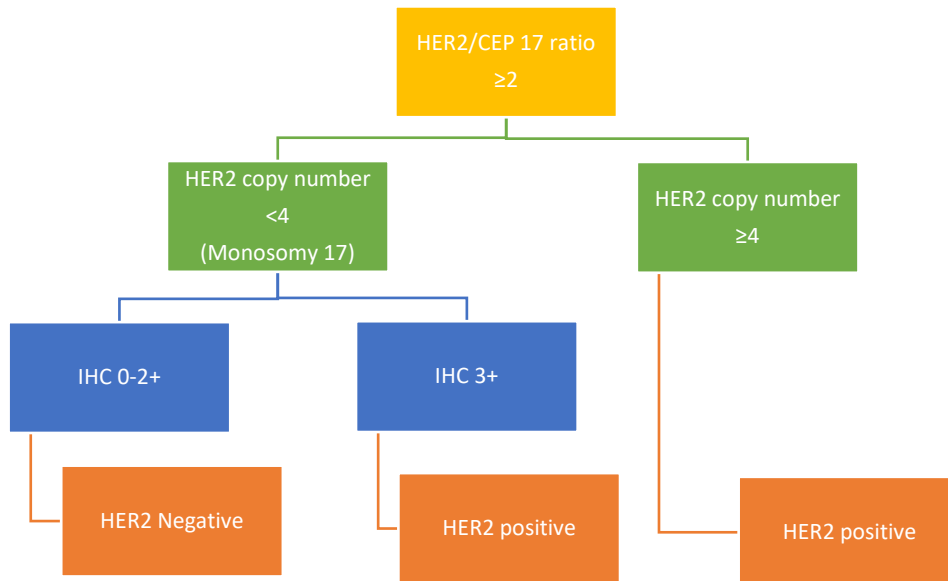 HER2/CEP 17 ratio
≥2
HER2 copy number
<4
(Monosomy 17)
HER2 copy number
≥4
IHC 0-2+
IHC 3+
HER2 Negative
HER2 positive
HER2 positive